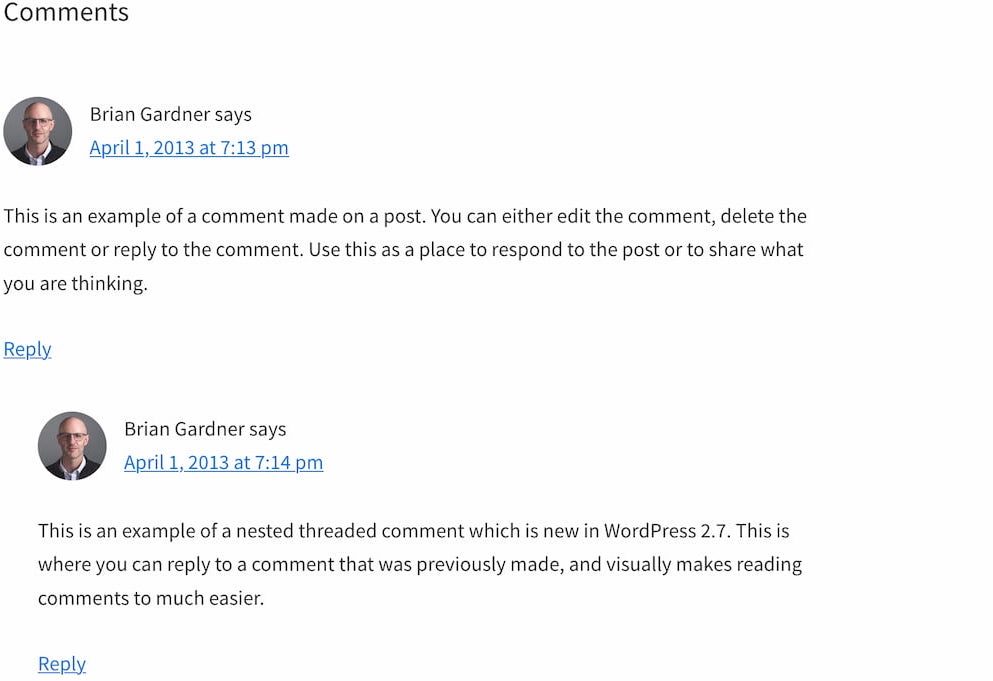 Comments
Brian Gardner says
April 1, 2013 at 7:13 pm
This is an example of a comment made on a post. You can either edit the comment, delete the
comment or reply to the comment. Use this as a place to respond to the post or to share what
you are thinking.
Reply
Brian Gardner says
April 1, 2013 at 7:14 pm
This is an example of a nested threaded comment which is new in WordPress 2.7. This is
where you can reply to a comment that was previously made, and visually makes reading
comments to much easier.
Reply